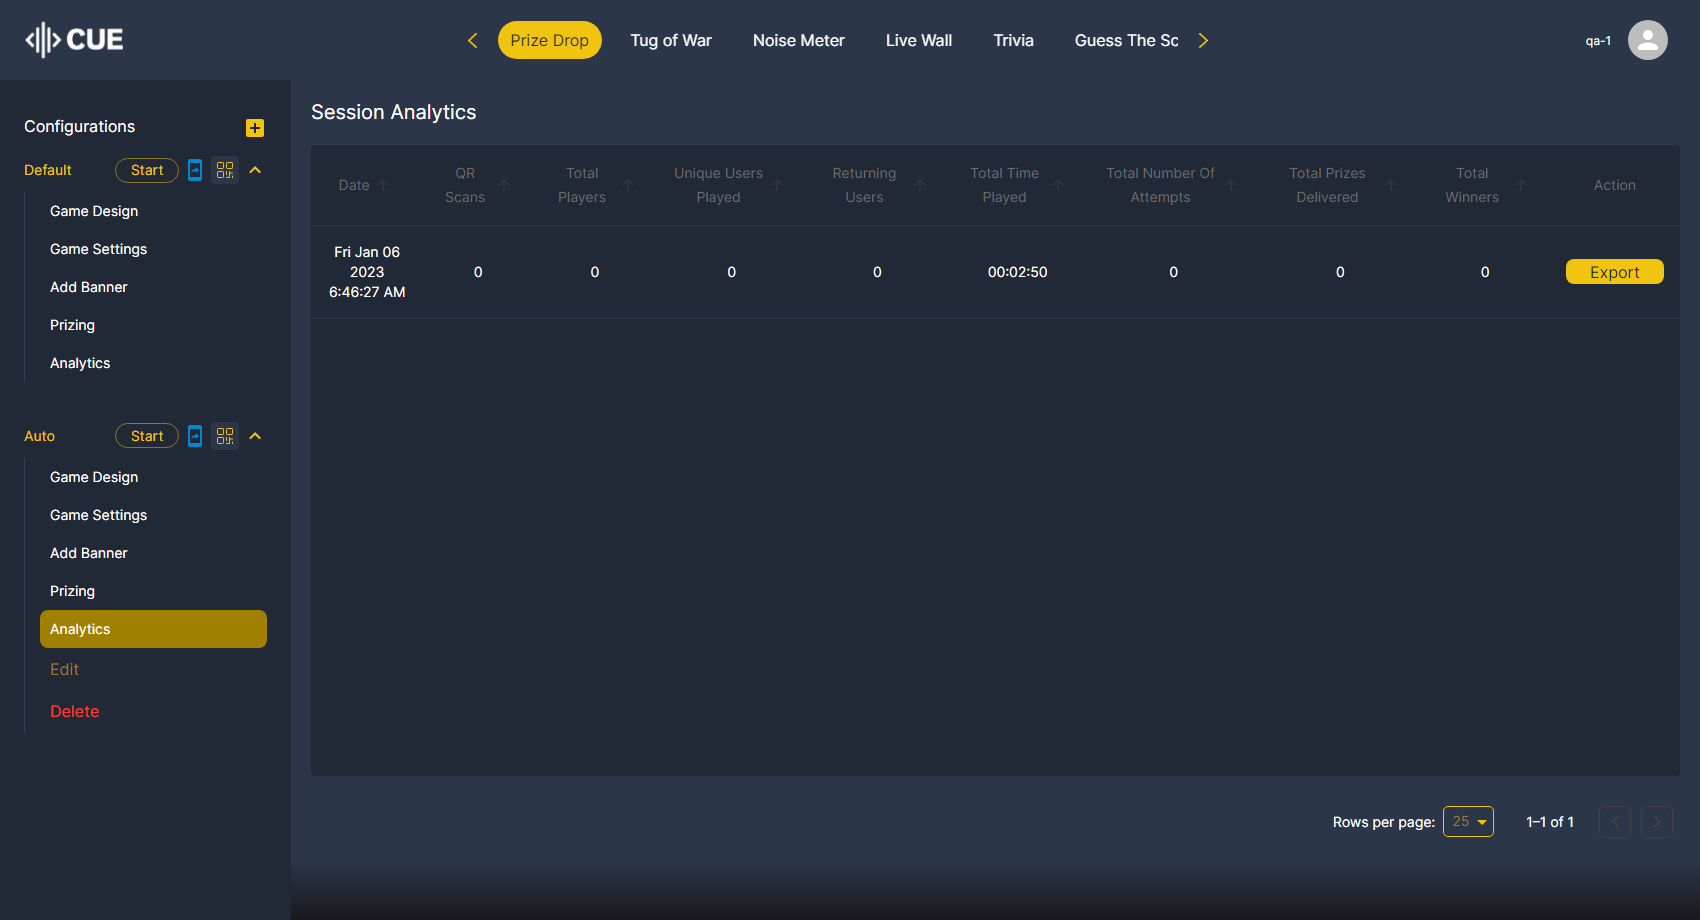 CUE
Prize Drop
Tug of War
Noise Meter
Live Wall
Trivia
Guess The Sc
qa-1
Configurations
Default
Start
Game Design
Game Settings
Add Banner
Prizing
Analytics
Auto
Start
Game Design
Game Settings
Add Banner
Prizing
Analytics
Edit
Delete
Session Analytics
Date
QR
Scans
Total
Players
Unique Users
Played
Returning
Users
Total Time
Played
Total Number Of
Attempts
Total Prizes
Delivered
Total
Winners
Action
Fri Jan 06
2023
6:46:27 AM
0
0
0
0
00:02:50
0
0
0
Export
Rows per page:
25
1–1 of 1